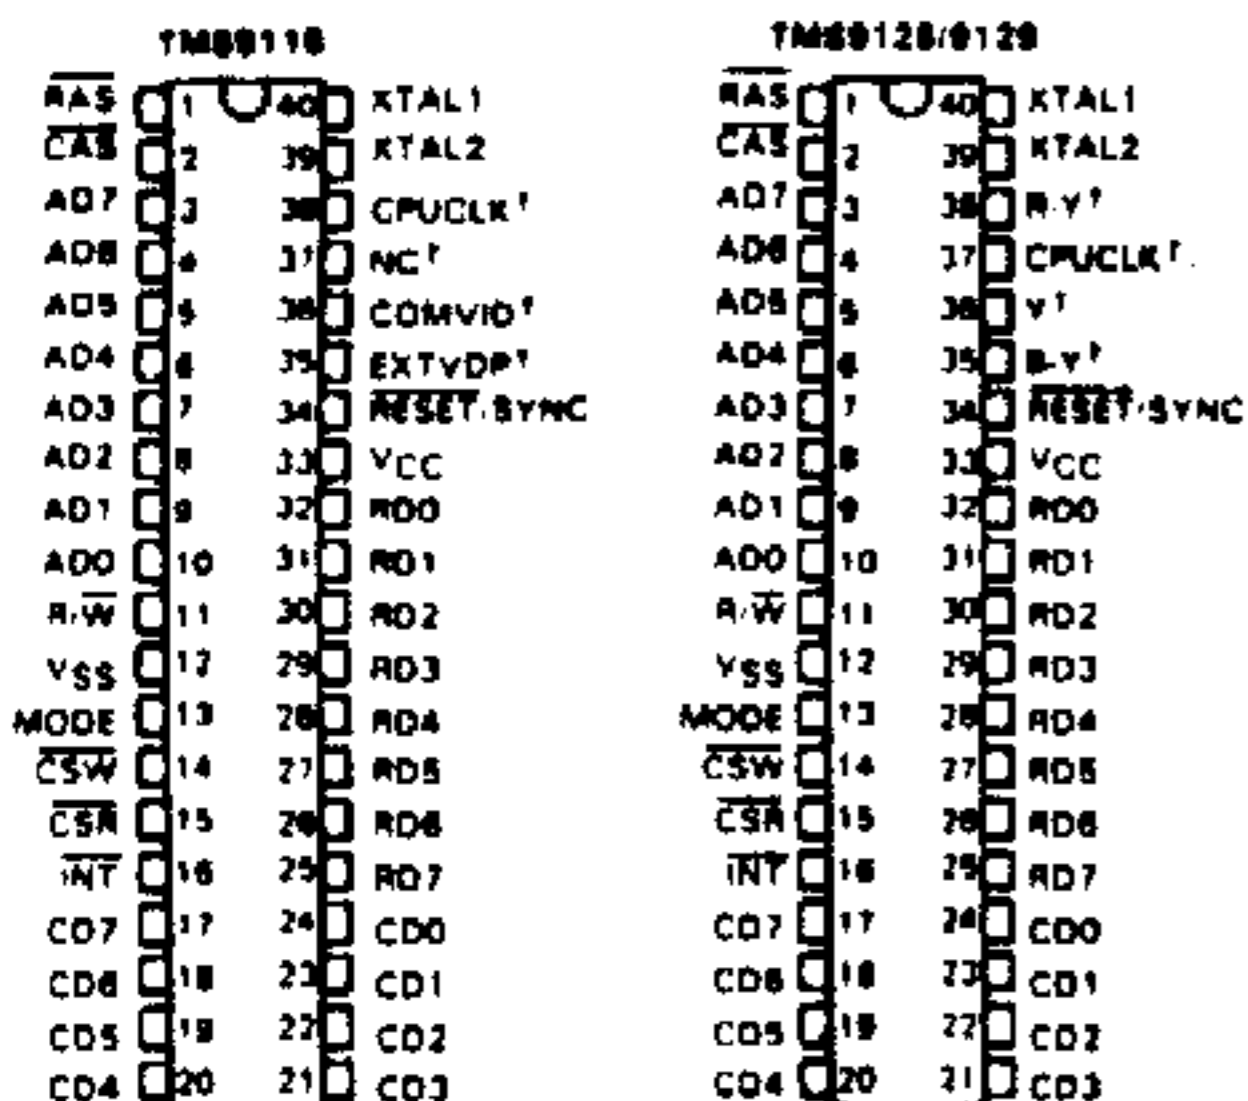 TMS9118
RAS 1 40 XTAL1
CAS 2 39 XTAL2
AD7 3 38 CPUCLK†
AD6 4 37 NC†
AD5 5 36 COMVID†
AD4 6 35 EXTVDP†
AD3 7 34 RESET/SYNC
AD2 8 33 VCC
AD1 9 32 RD0
AD0 10 31 RD1
R/W 11 30 RD2
VSS 12 29 RD3
MODE 13 28 RD4
CSW 14 27 RD5
CSR 15 26 RD6
INT 16 25 RD7
CD7 17 24 CD0
CD6 18 23 CD1
CD5 19 22 CD2
CD4 20 21 CD3
TMS9128/9129
RAS 1 40 XTAL1
CAS 2 39 XTAL2
AD7 3 38 R-Y†
AD6 4 37 CPUCLK†
AD5 5 36 Y†
AD4 6 35 B-Y†
AD3 7 34 RESET/SYNC
AD2 8 33 VCC
AD1 9 32 RD0
AD0 10 31 RD1
R/W 11 30 RD2
VSS 12 29 RD3
MODE 13 28 RD4
CSW 14 27 RD5
CSR 15 26 RD6
INT 16 25 RD7
CD7 17 24 CD0
CD6 18 23 CD1
CD5 19 22 CD2
CD4 20 21 CD3